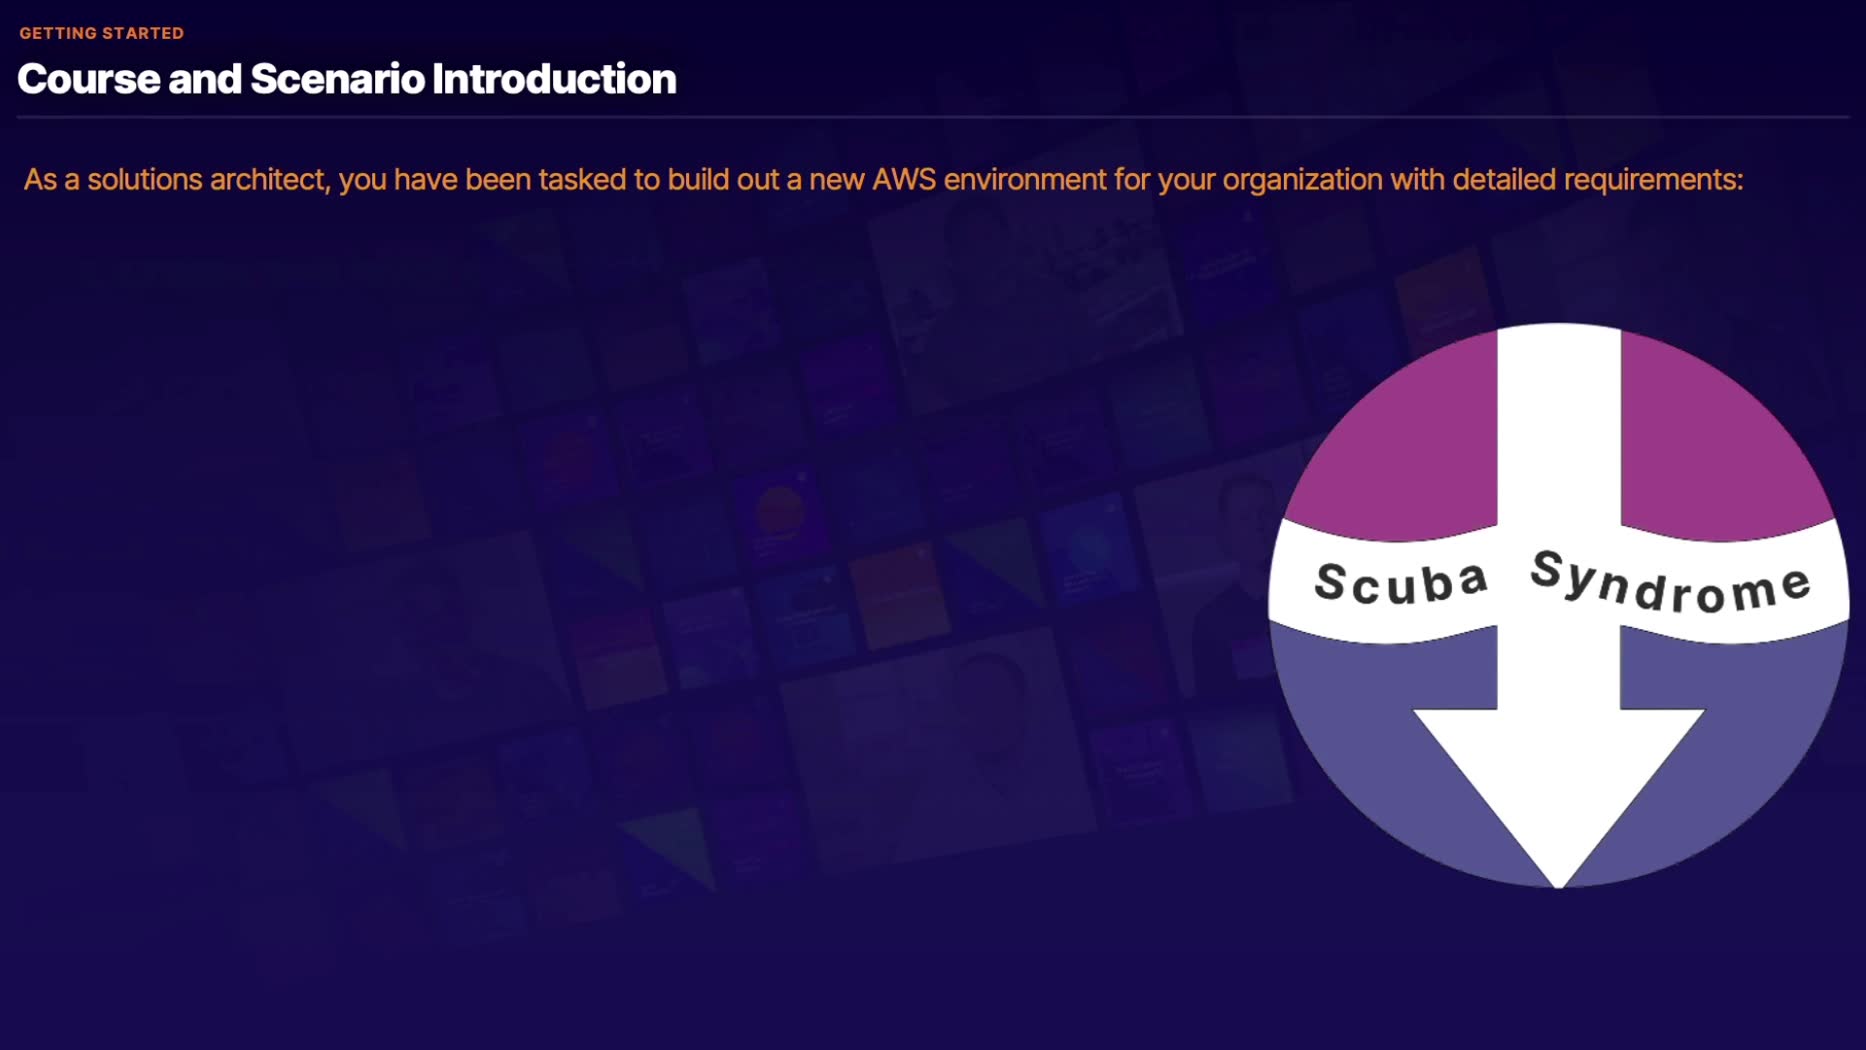 GETTING STARTED
Course and Scenario Introduction
As a solutions architect, you have been tasked to build out a new AWS environment for your organization with detailed requirements:
Scuba Syndrome